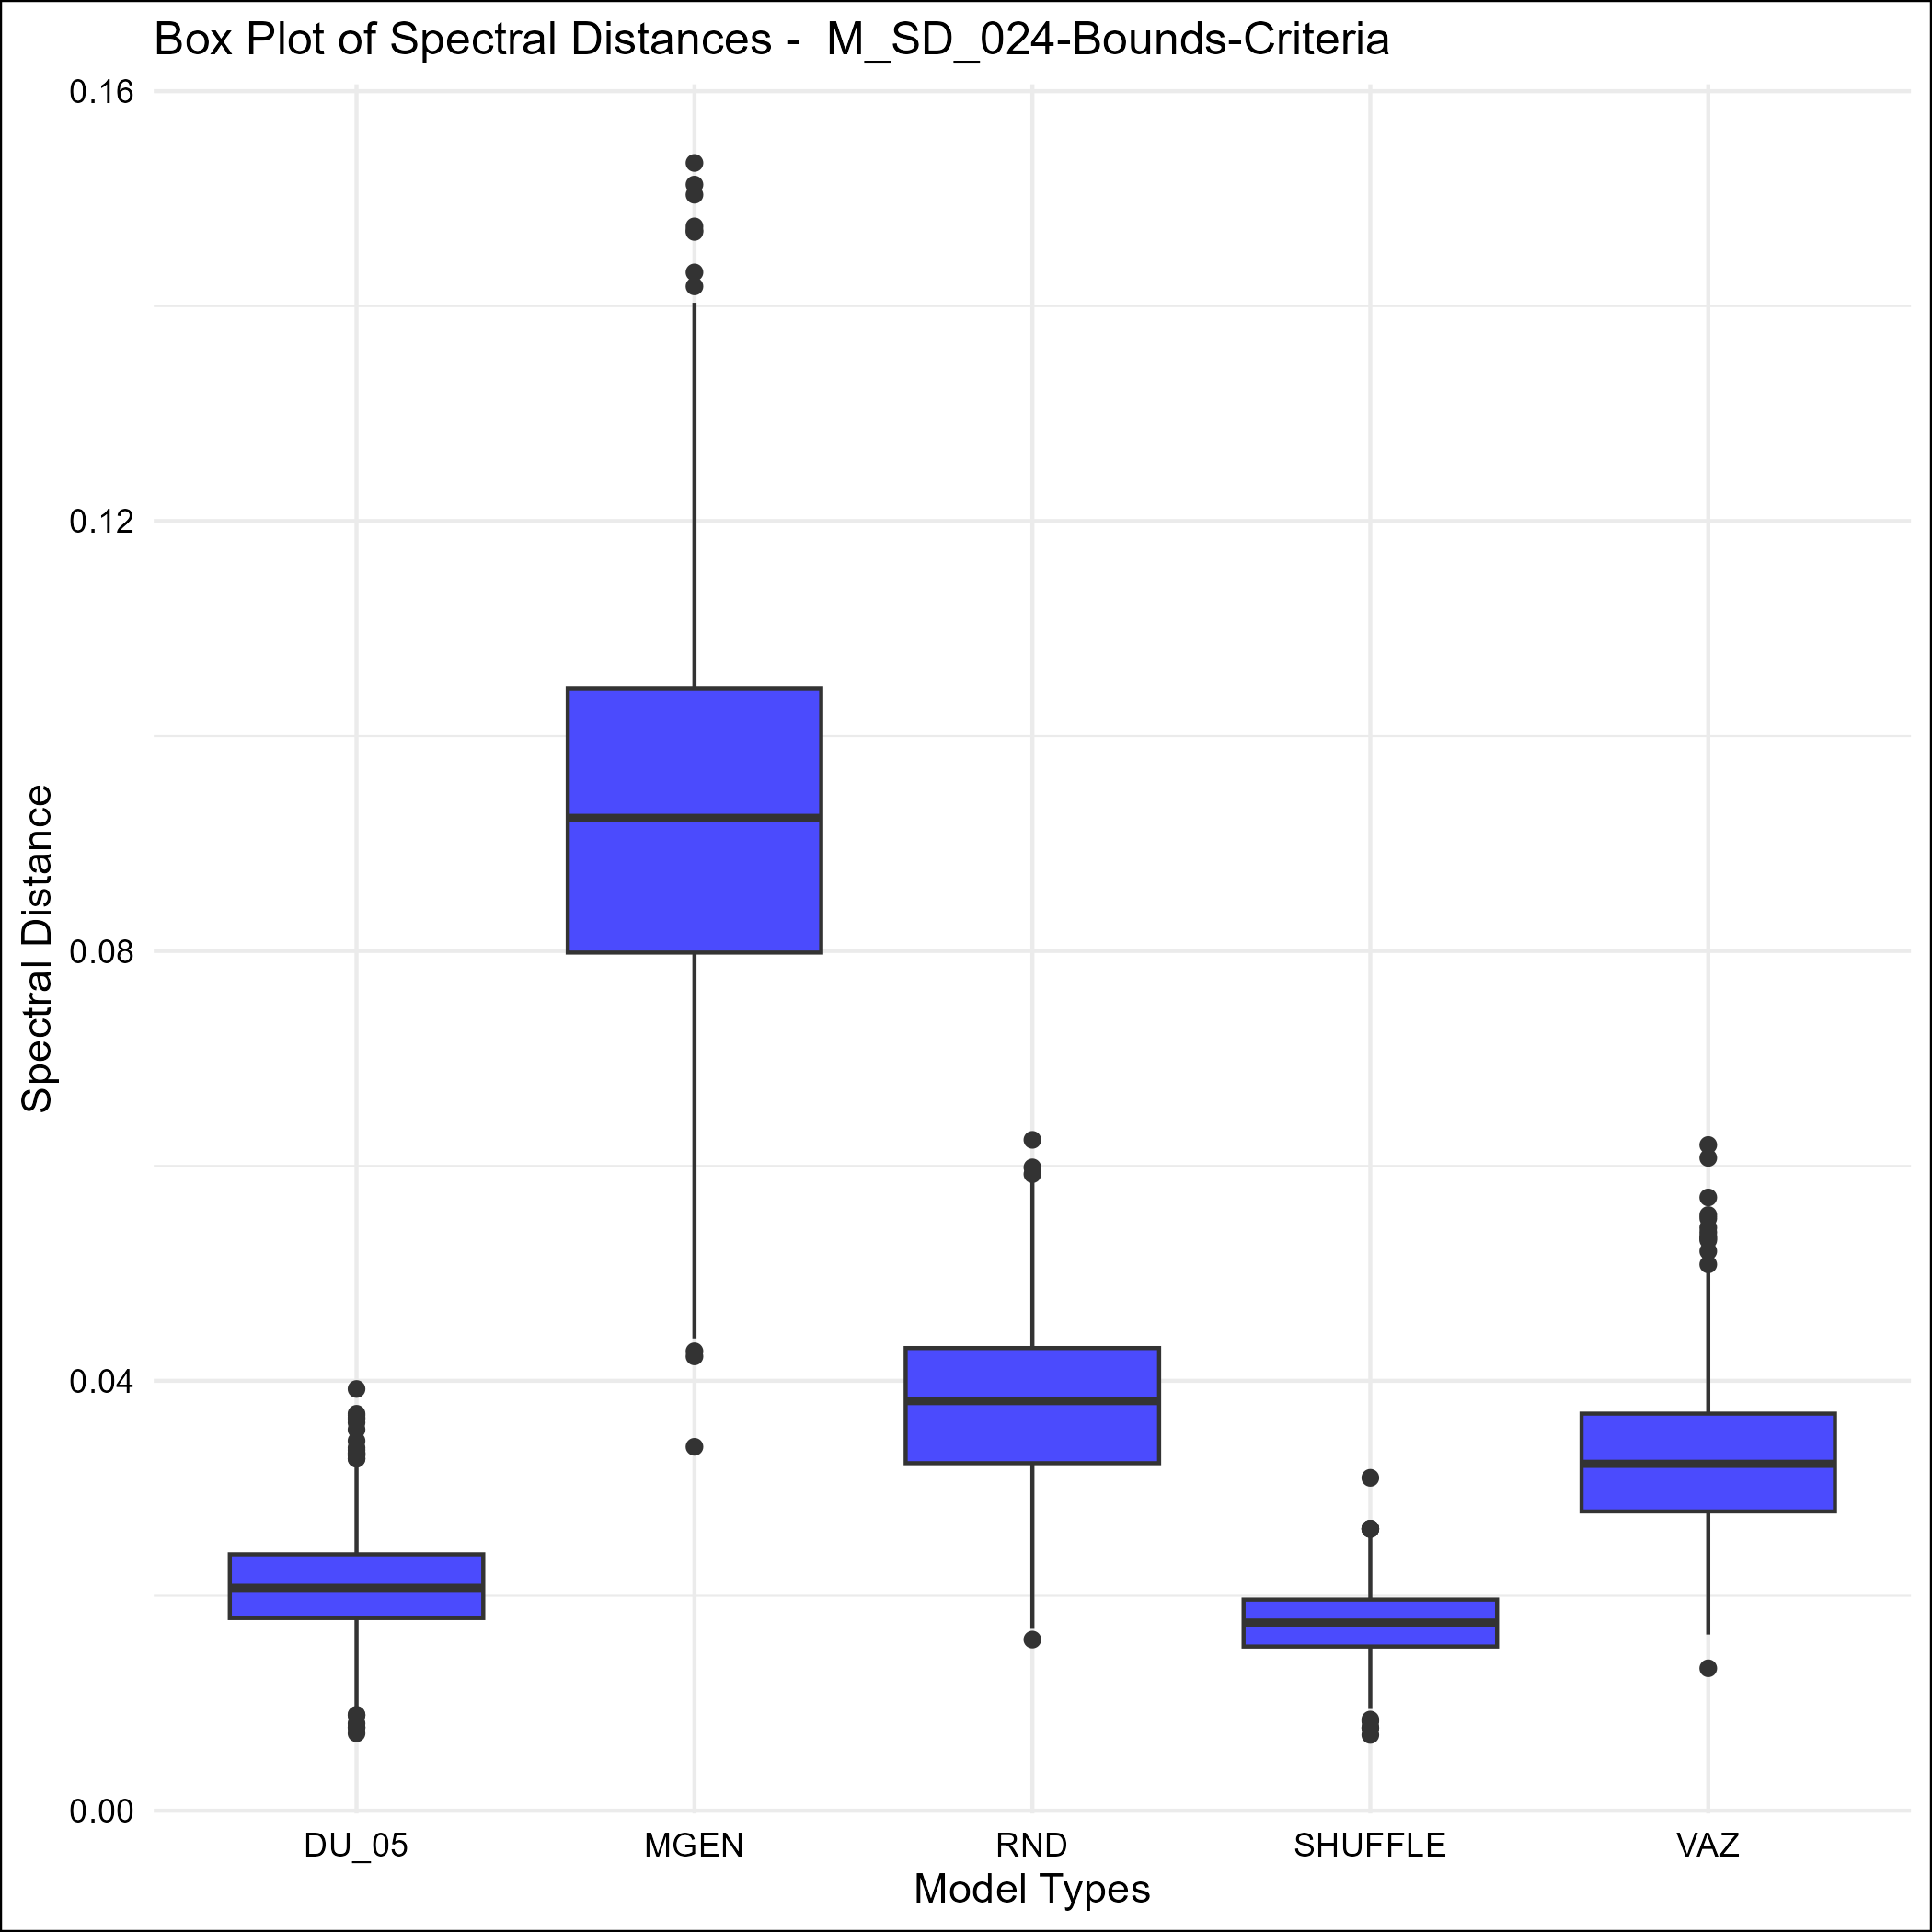 Box Plot of Spectral Distances -  M_SD_024-Bounds-Criteria
0.16
0.12
0.08
0.04
0.00
Spectral Distance
DU_05 MGEN RND SHUFFLE VAZ
Model Types